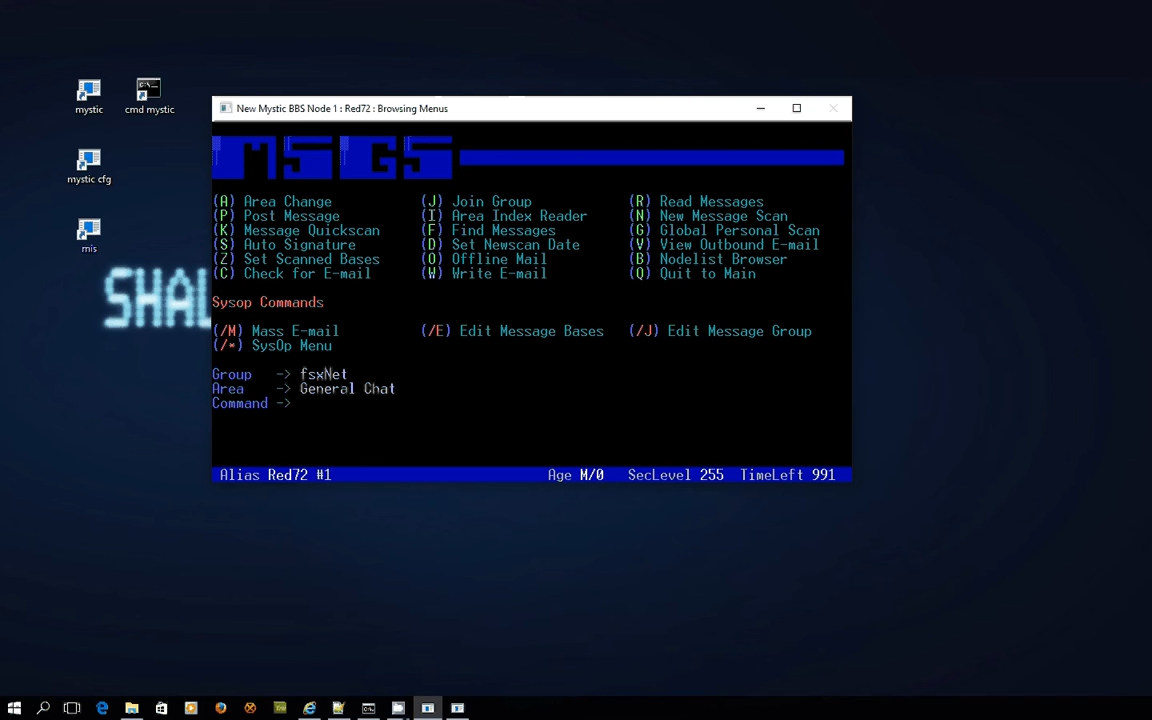 mystic
cmd mystic
mystic cfg
mis
New Mystic BBS Node 1 : Red72 : Browsing Menus
MSGS
(A) Area Change (J) Join Group (R) Read Messages
(P) Post Message (I) Area Index Reader (N) New Message Scan
(K) Message Quickscan (F) Find Messages (G) Global Personal Scan
(S) Auto Signature (D) Set Newscan Date (V) View Outbound E-mail
(Z) Set Scanned Bases (O) Offline Mail (B) Nodelist Browser
(C) Check for E-mail (W) Write E-mail (Q) Quit to Main
Sysop Commands
(/M) Mass E-mail (/E) Edit Message Bases (/J) Edit Message Group
(/*) SysOp Menu
Group -> fsxNet
Area -> General Chat
Command ->
Alias Red72 #1 Age M/0 SecLevel 255 TimeLeft 991